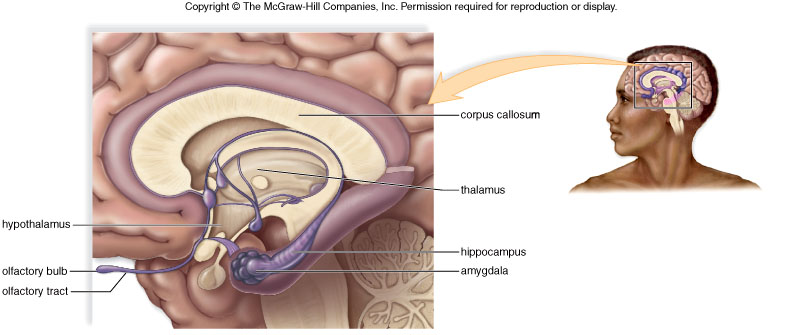 Copyright © The McGraw-Hill Companies, Inc. Permission required for reproduction or display.
corpus callosum
thalamus
hypothalamus
hippocampus
olfactory bulb
amygdala
olfactory tract